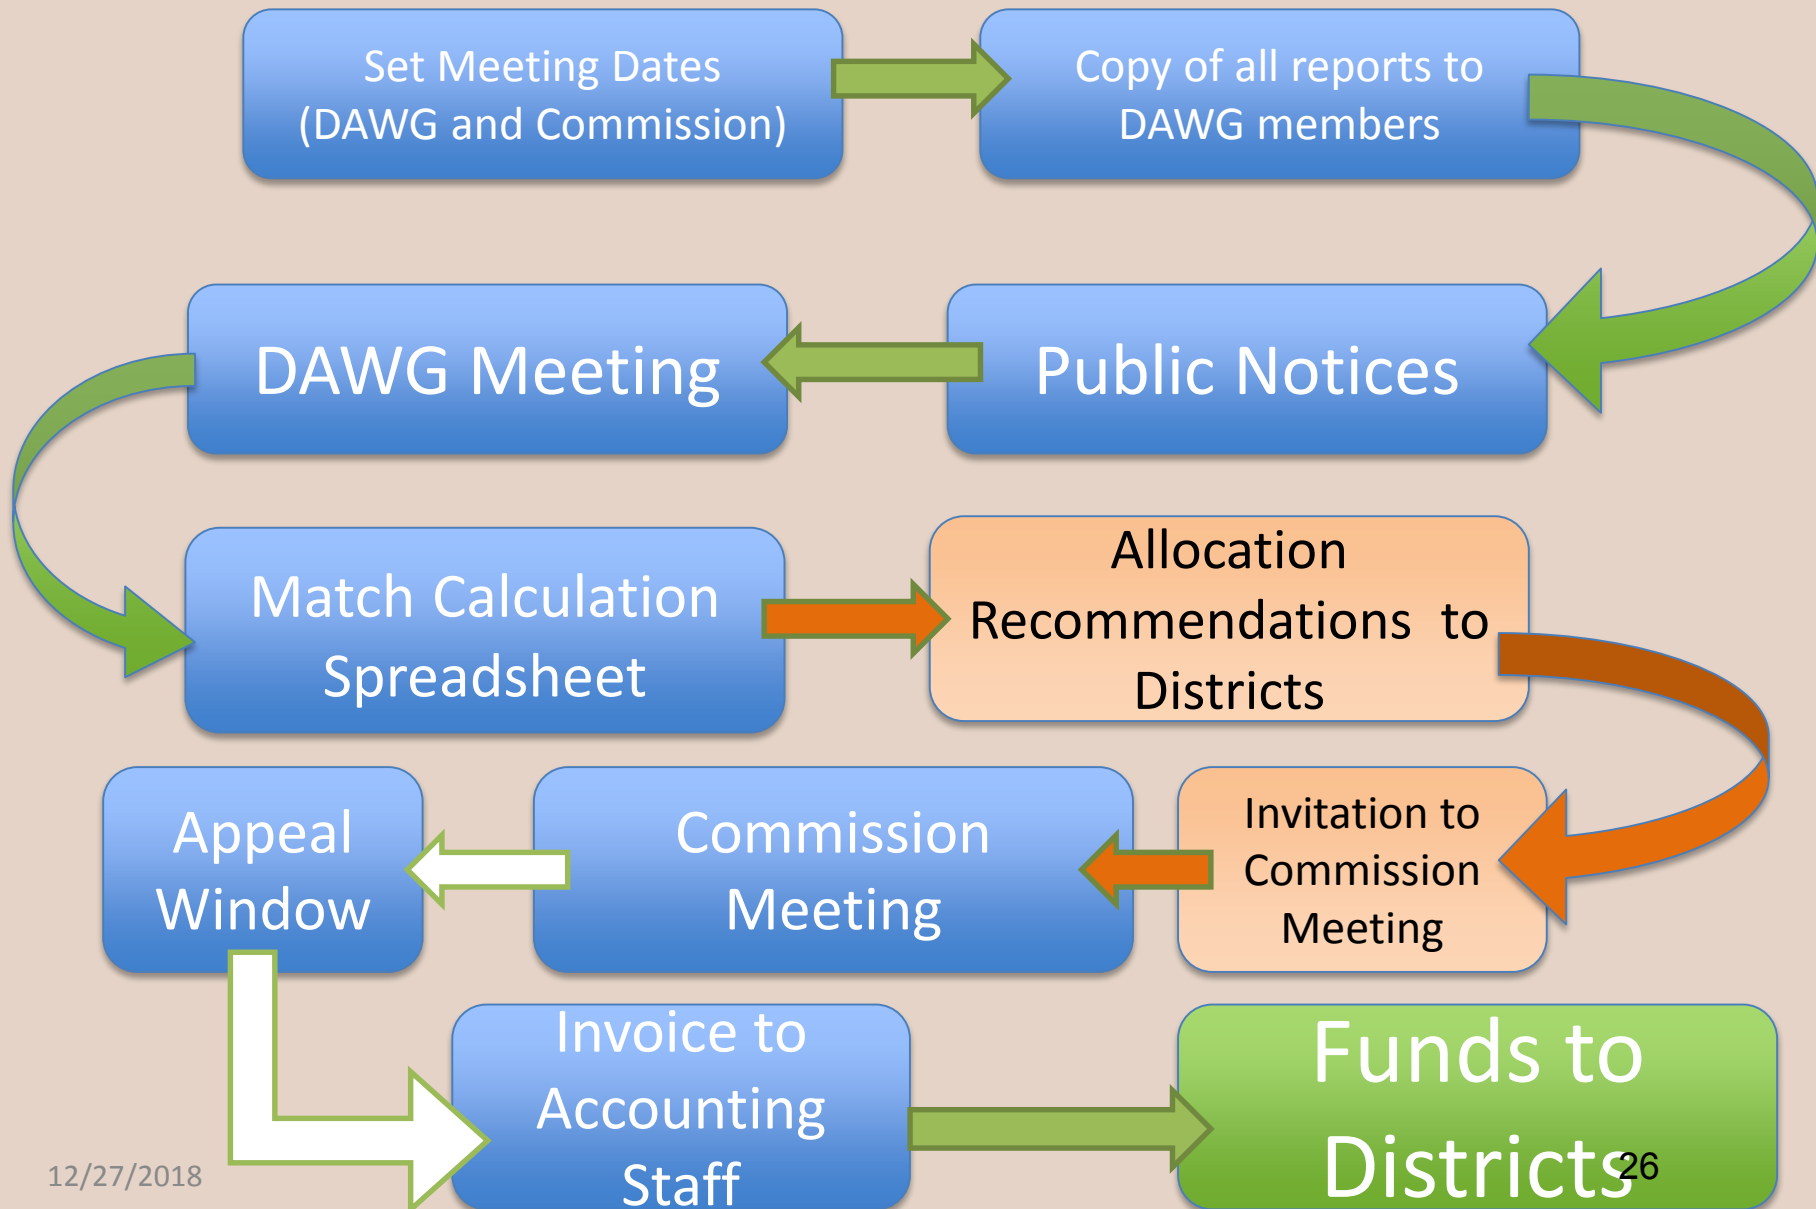 Set Meeting Dates
(DAWG and Commission)
Copy of all reports to
DAWG members
Public Notices
DAWG Meeting
Match Calculation
Spreadsheet
Allocation
Recommendations to
Districts
Invitation to
Commission
Meeting
Commission
Meeting
Appeal
Window
Invoice to
Accounting
Staff
Funds to
Districts
12/27/2018
26